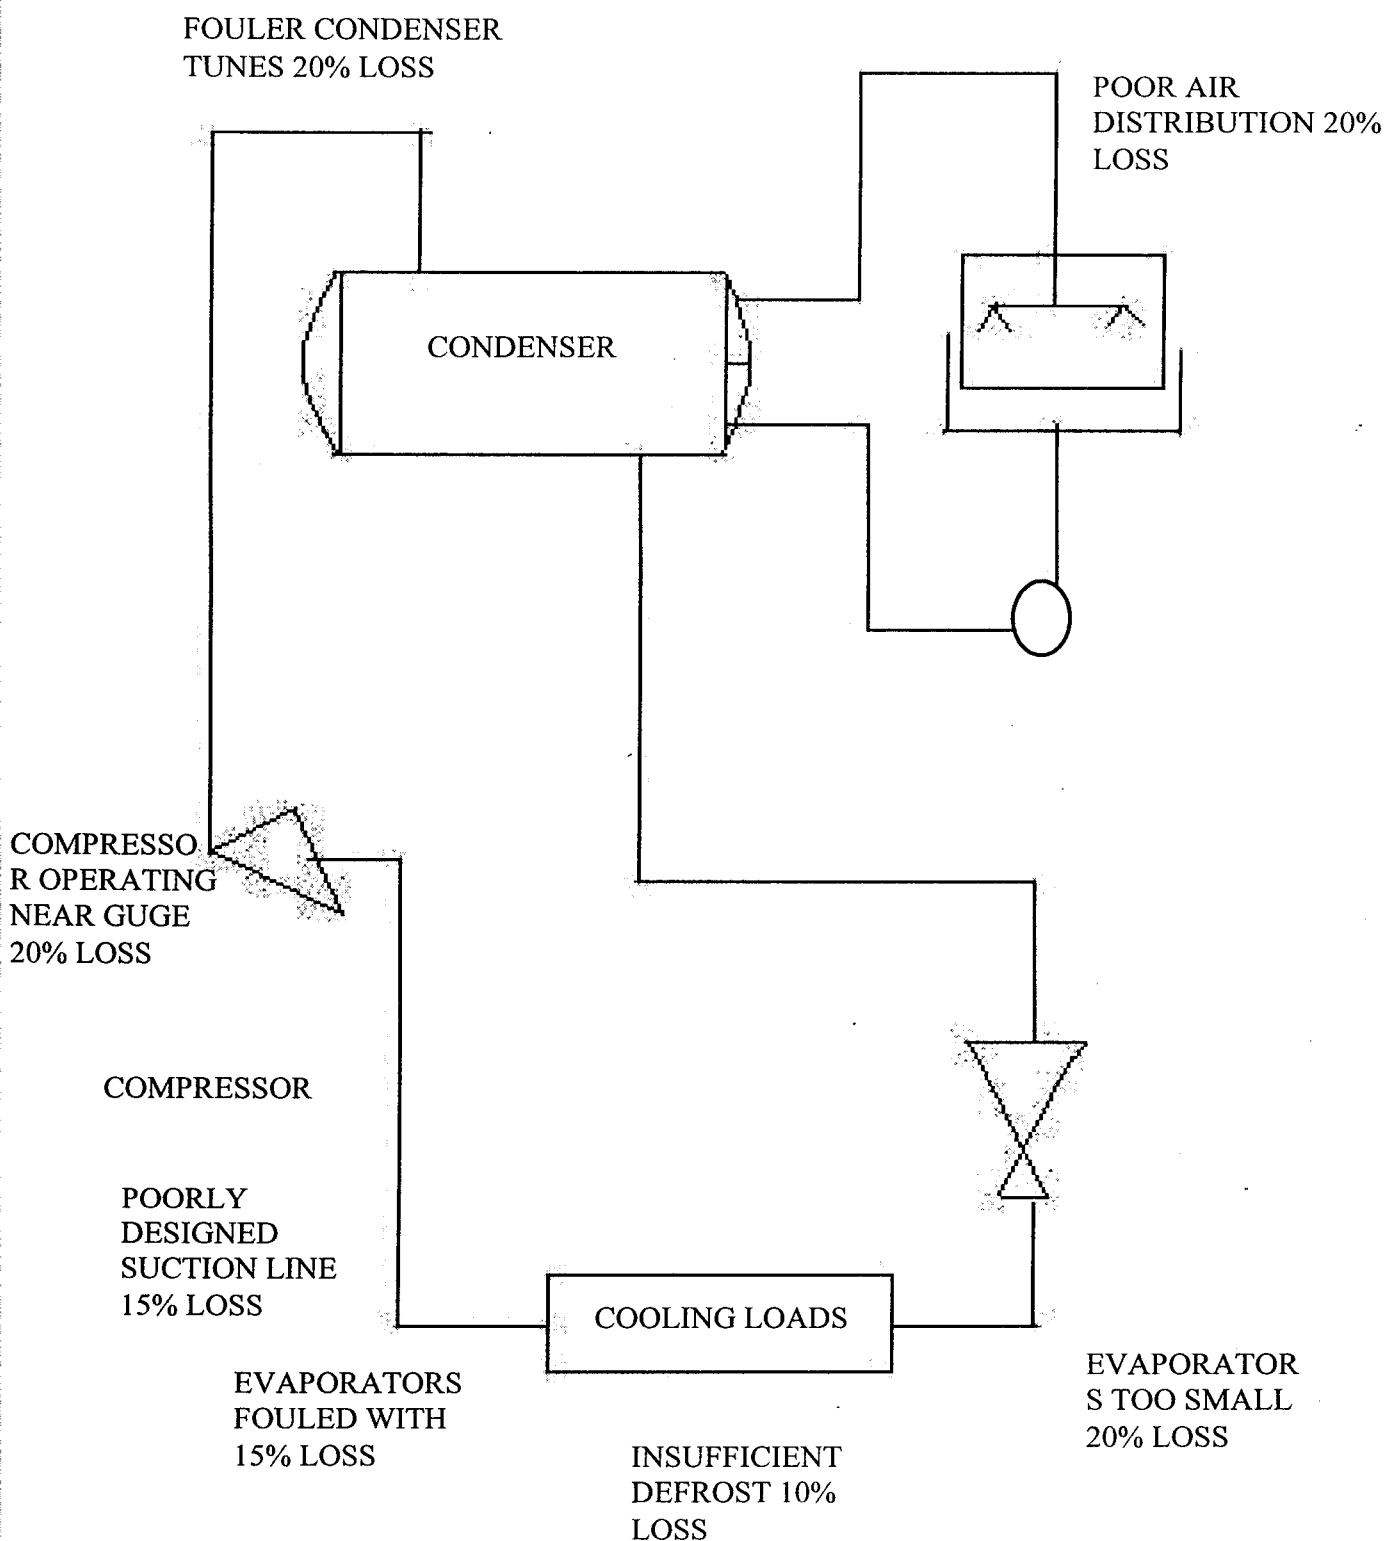 FOULER CONDENSER
TUNES 20% LOSS
POOR AIR
DISTRIBUTION 20%
LOSS
CONDENSER
COMPRESSO
R OPERATING
NEAR GUGE
20% LOSS
COMPRESSOR
POORLY
DESIGNED
SUCTION LINE
15% LOSS
COOLING LOADS
EVAPORATORS
FOULED WITH
15% LOSS
EVAPORATOR
S TOO SMALL
20% LOSS
INSUFFICIENT
DEFROST 10%
LOSS